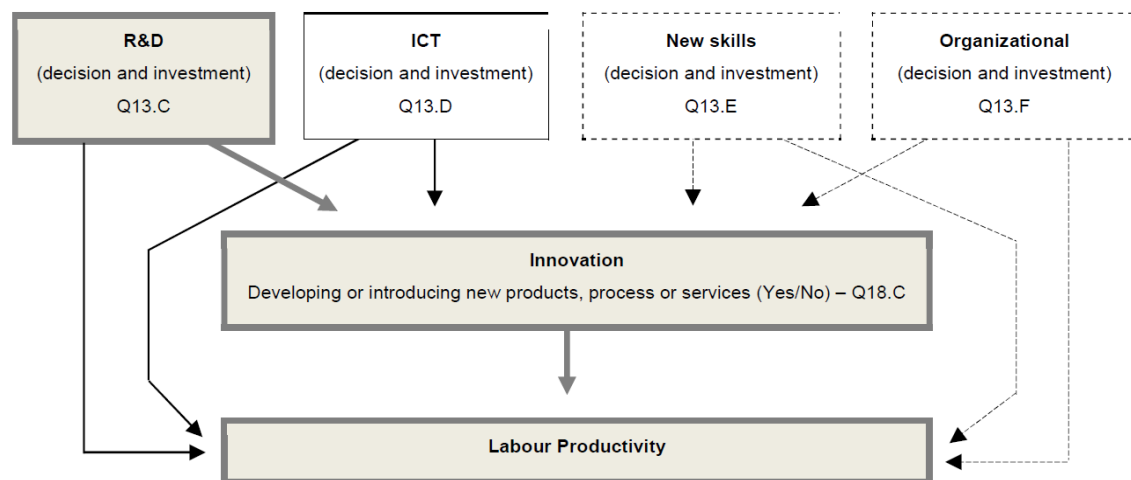 R&D
(decision and investment)
Q13.C
ICT
(decision and investment)
Q13.D
New skills
(decision and investment)
Q13.E
Organizational
(decision and investment)
Q13.F
Innovation
Developing or introducing new products, process or services (Yes/No) – Q18.C
Labour Productivity